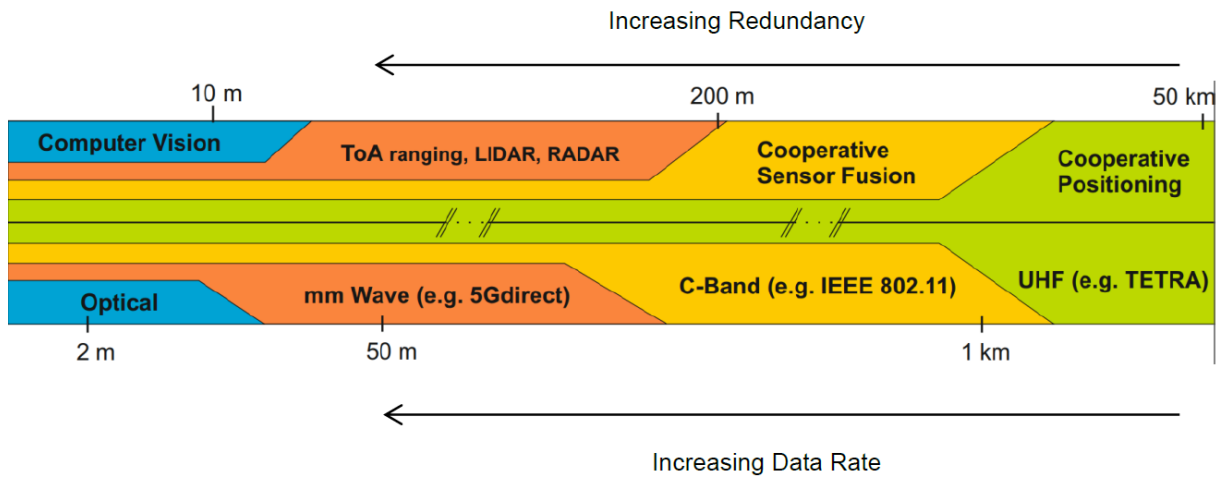 Increasing Redundancy
10 m
200 m
50 km
Computer Vision
ToA ranging, LIDAR, RADAR
Cooperative
Sensor Fusion
Cooperative
Positioning
Optical
mm Wave (e.g. 5Gdirect)
C-Band (e.g. IEEE 802.11)
UHF (e.g. TETRA)
2 m
50 m
1 km
Increasing Data Rate